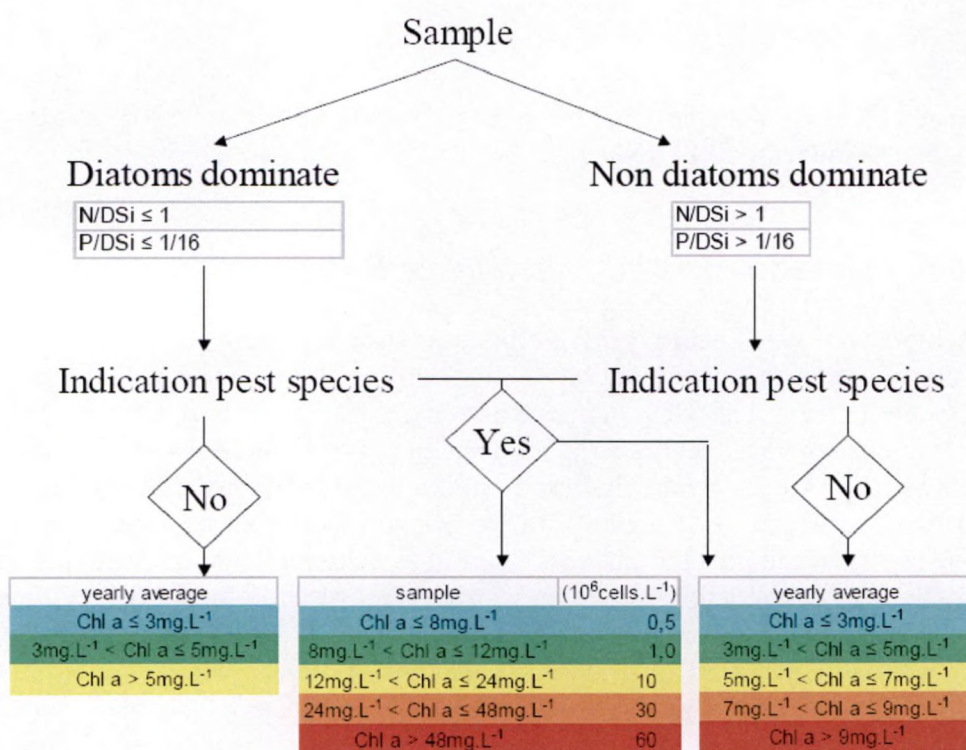 Sample
Diatoms dominate
N/DSi ≤ 1
P/DSi ≤ 1/16
Non diatoms dominate
N/DSi > 1
P/DSi > 1/16
Indication pest species
Indication pest species
Yes
No
No
yearly average
Chl a ≤ 3mg.L⁻¹
3mg.L⁻¹ < Chl a ≤ 5mg.L⁻¹
Chl a > 5mg.L⁻¹
sample (10⁶cells.L⁻¹)
Chl a ≤ 8mg.L⁻¹ 0,5
8mg.L⁻¹ < Chl a ≤ 12mg.L⁻¹ 1,0
12mg.L⁻¹ < Chl a ≤ 24mg.L⁻¹ 10
24mg.L⁻¹ < Chl a ≤ 48mg.L⁻¹ 30
Chl a > 48mg.L⁻¹ 60
yearly average
Chl a ≤ 3mg.L⁻¹
3mg.L⁻¹ < Chl a ≤ 5mg.L⁻¹
5mg.L⁻¹ < Chl a ≤ 7mg.L⁻¹
7mg.L⁻¹ < Chl a ≤ 9mg.L⁻¹
Chl a > 9mg.L⁻¹